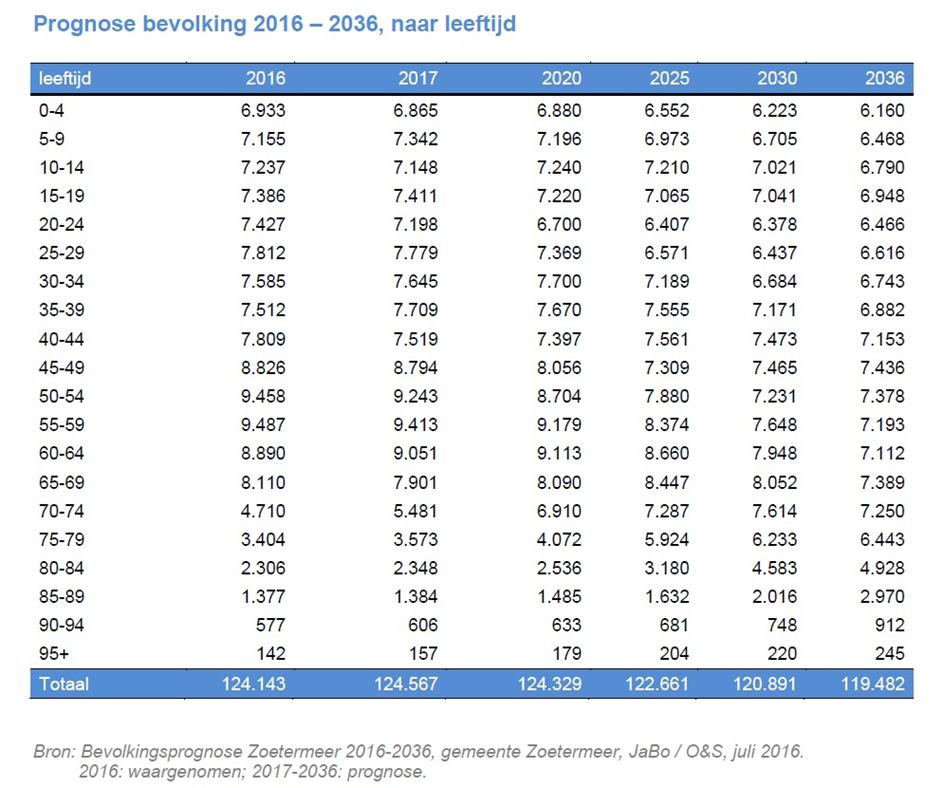 Prognose bevolking 2016 – 2036, naar leeftijd
leeftijd 2016 2017 2020 2025 2030 2036
0-4 6.933 6.865 6.880 6.552 6.223 6.160
5-9 7.155 7.342 7.196 6.973 6.705 6.468
10-14 7.237 7.148 7.240 7.210 7.021 6.790
15-19 7.386 7.411 7.220 7.065 7.041 6.948
20-24 7.427 7.198 6.700 6.407 6.378 6.466
25-29 7.812 7.779 7.369 6.571 6.437 6.616
30-34 7.585 7.645 7.700 7.189 6.684 6.743
35-39 7.512 7.709 7.670 7.555 7.171 6.882
40-44 7.809 7.519 7.397 7.561 7.473 7.153
45-49 8.826 8.794 8.056 7.309 7.465 7.436
50-54 9.458 9.243 8.704 7.880 7.231 7.378
55-59 9.487 9.413 9.179 8.374 7.648 7.193
60-64 8.890 9.051 9.113 8.660 7.948 7.112
65-69 8.110 7.901 8.090 8.447 8.052 7.389
70-74 4.710 5.481 6.910 7.287 7.614 7.250
75-79 3.404 3.573 4.072 5.924 6.233 6.443
80-84 2.306 2.348 2.536 3.180 4.583 4.928
85-89 1.377 1.384 1.485 1.632 2.016 2.970
90-94 577 606 633 681 748 912
95+ 142 157 179 204 220 245
Totaal 124.143 124.567 124.329 122.661 120.891 119.482
Bron: Bevolkingsprognose Zoetermeer 2016-2036, gemeente Zoetermeer, JaBo / O&S, juli 2016.
2016: waargenomen; 2017-2036: prognose.